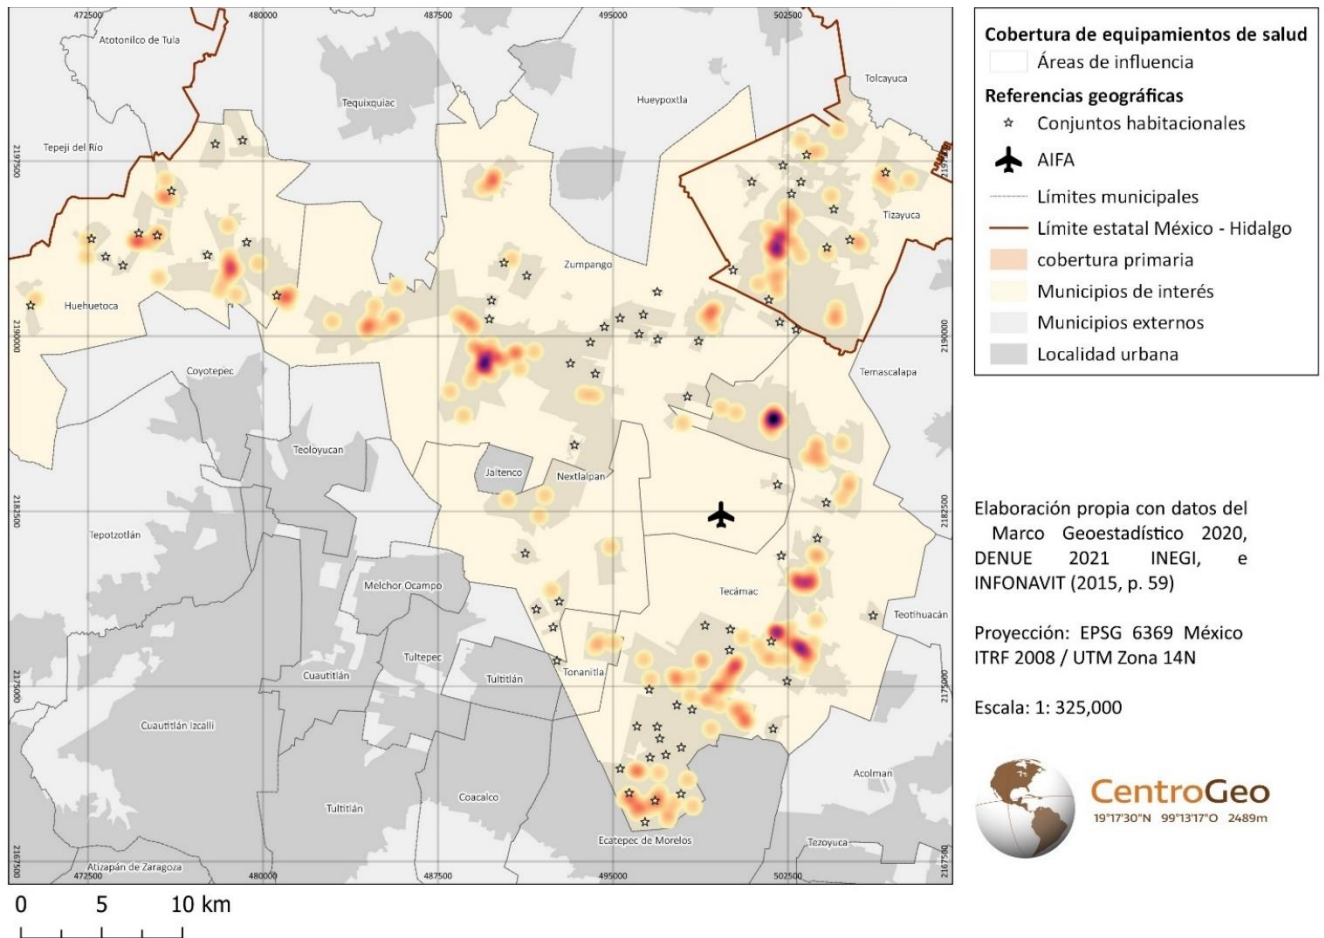 472500
480000
487500
495000
502500
Atotonilco de Tula
Tolcayuca
Tequixquiac
Hueypoxtla
Tepeji del Río
2197500
Tizayuca
Zumpango
Huehuetoca
2190000
2190000
Coyotepec
Temascalapa
Teoloyucan
Jaltenco
Nextlalpan
2182500
2182500
Tepotzotlán
Melchor Ocampo
Tecámac
Teotihuacán
Tultepec
Cuautitlán
Tultitlán
Tonanitla
2175000
2175000
Cuautitlán Izcalli
Acolman
Coacalco
Tultitlán
Ecatepec de Morelos
Tezoyuca
2167500
2167500
Atizapán de Zaragoza
472500
480000
487500
495000
502500
0 5 10 km
Cobertura de equipamientos de salud
Áreas de influencia
Referencias geográficas
Conjuntos habitacionales
AIFA
Límites municipales
Límite estatal México - Hidalgo
cobertura primaria
Municipios de interés
Municipios externos
Localidad urbana
Elaboración propia con datos del
Marco Geoestadístico 2020,
DENUE 2021 INEGI, e
INFONAVIT (2015, p. 59)
Proyección: EPSG 6369 México
ITRF 2008 / UTM Zona 14N
Escala: 1: 325,000
CentroGeo
19°17'30"N 99°13'17"O 2489m